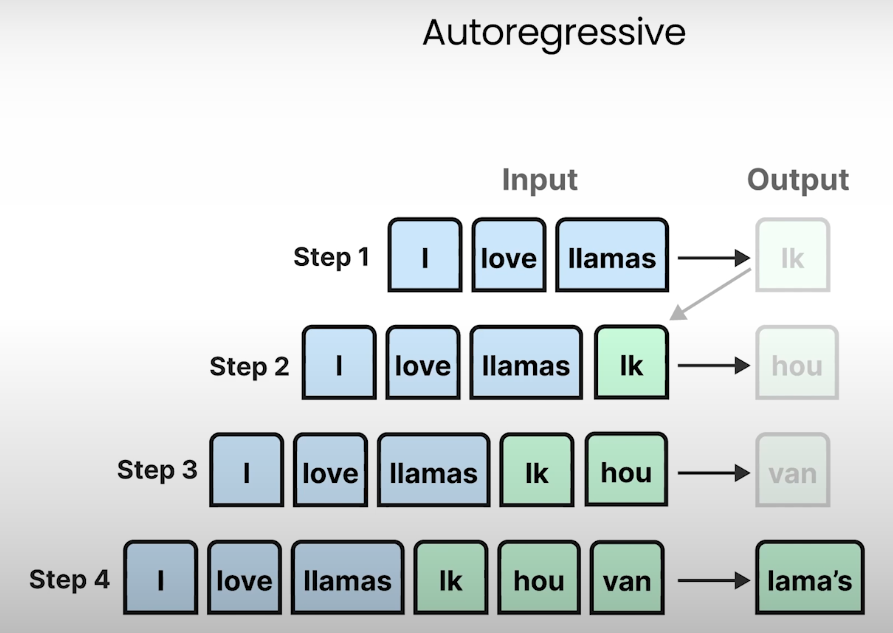 Autoregressive
Input Output
Step 1 I love llamas Ik
Step 2 I love llamas Ik hou
Step 3 I love llamas Ik hou van
Step 4 I love llamas Ik hou van lama's